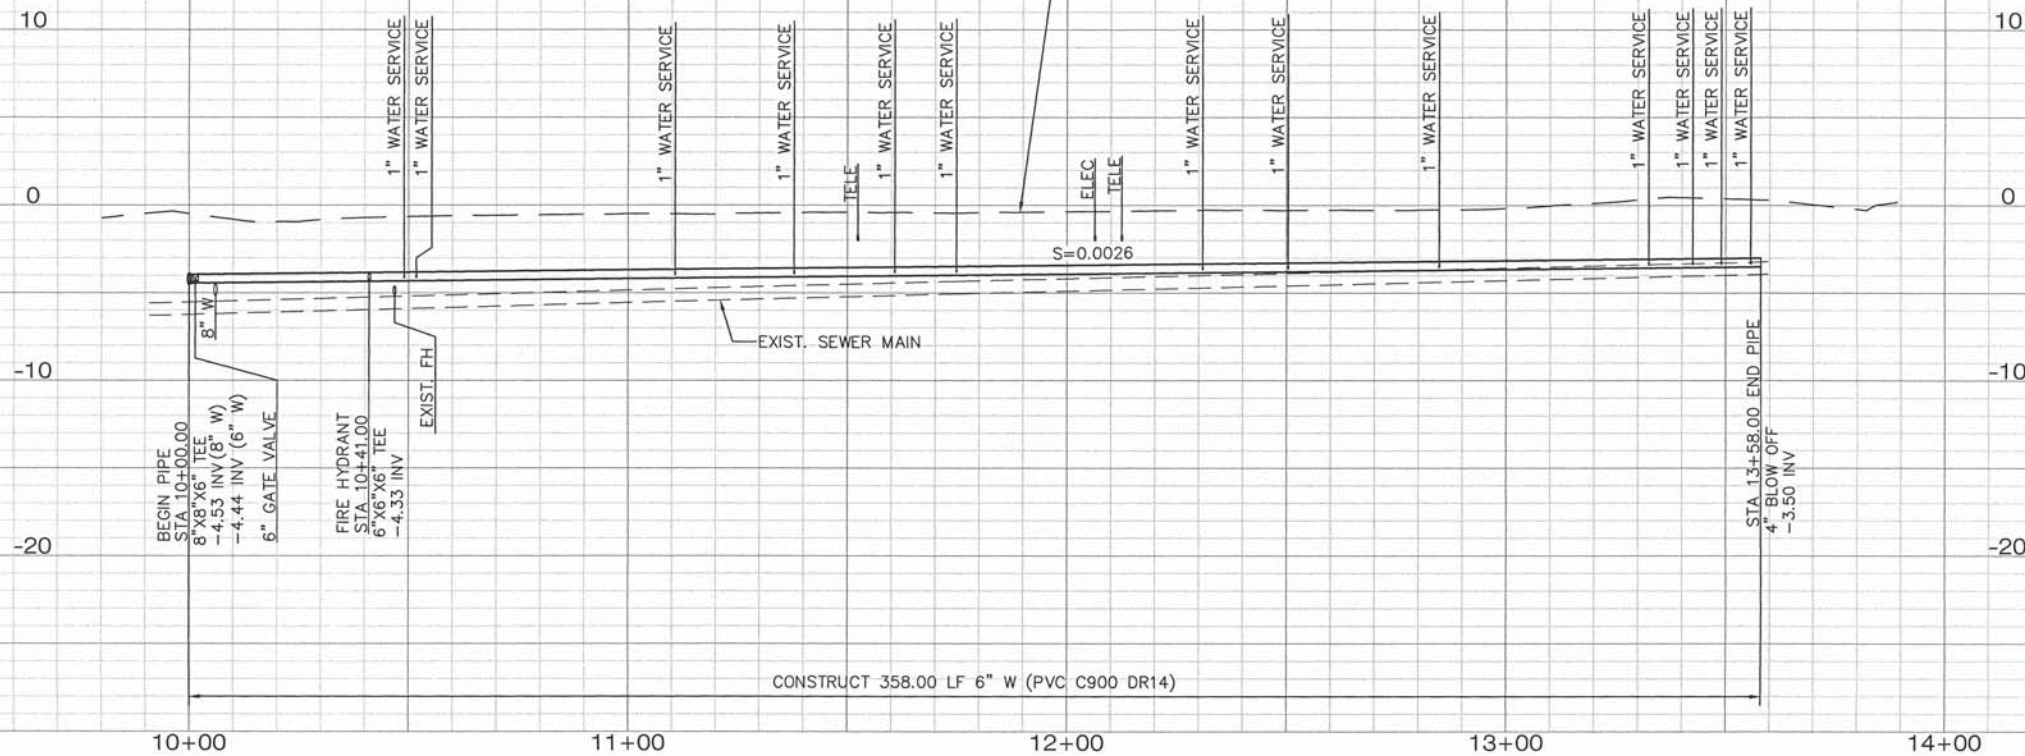 10
10
1" WATER SERVICE
1" WATER SERVICE
1" WATER SERVICE
1" WATER SERVICE
1" WATER SERVICE
1" WATER SERVICE
1" WATER SERVICE
1" WATER SERVICE
1" WATER SERVICE
1" WATER SERVICE
1" WATER SERVICE
1" WATER SERVICE
1" WATER SERVICE
TELE
ELEC
TELE
0
0
S=0.0026
8" W
EXIST. SEWER MAIN
-10
-10
EXIST. FH
BEGIN PIPE
STA 10+00.00
8"X8"X6" TEE
-4.53 INV(8" W)
-4.44 INV (6" W)
6" GATE VALVE
FIRE HYDRANT
STA 10+41.00
6"X6"X6" TEE
-4.33 INV
STA 13+58.00 END PIPE
4" BLOW OFF
-3.50 INV
-20
-20
CONSTRUCT 358.00 LF 6" W (PVC C900 DR14)
10+00
11+00
12+00
13+00
14+00